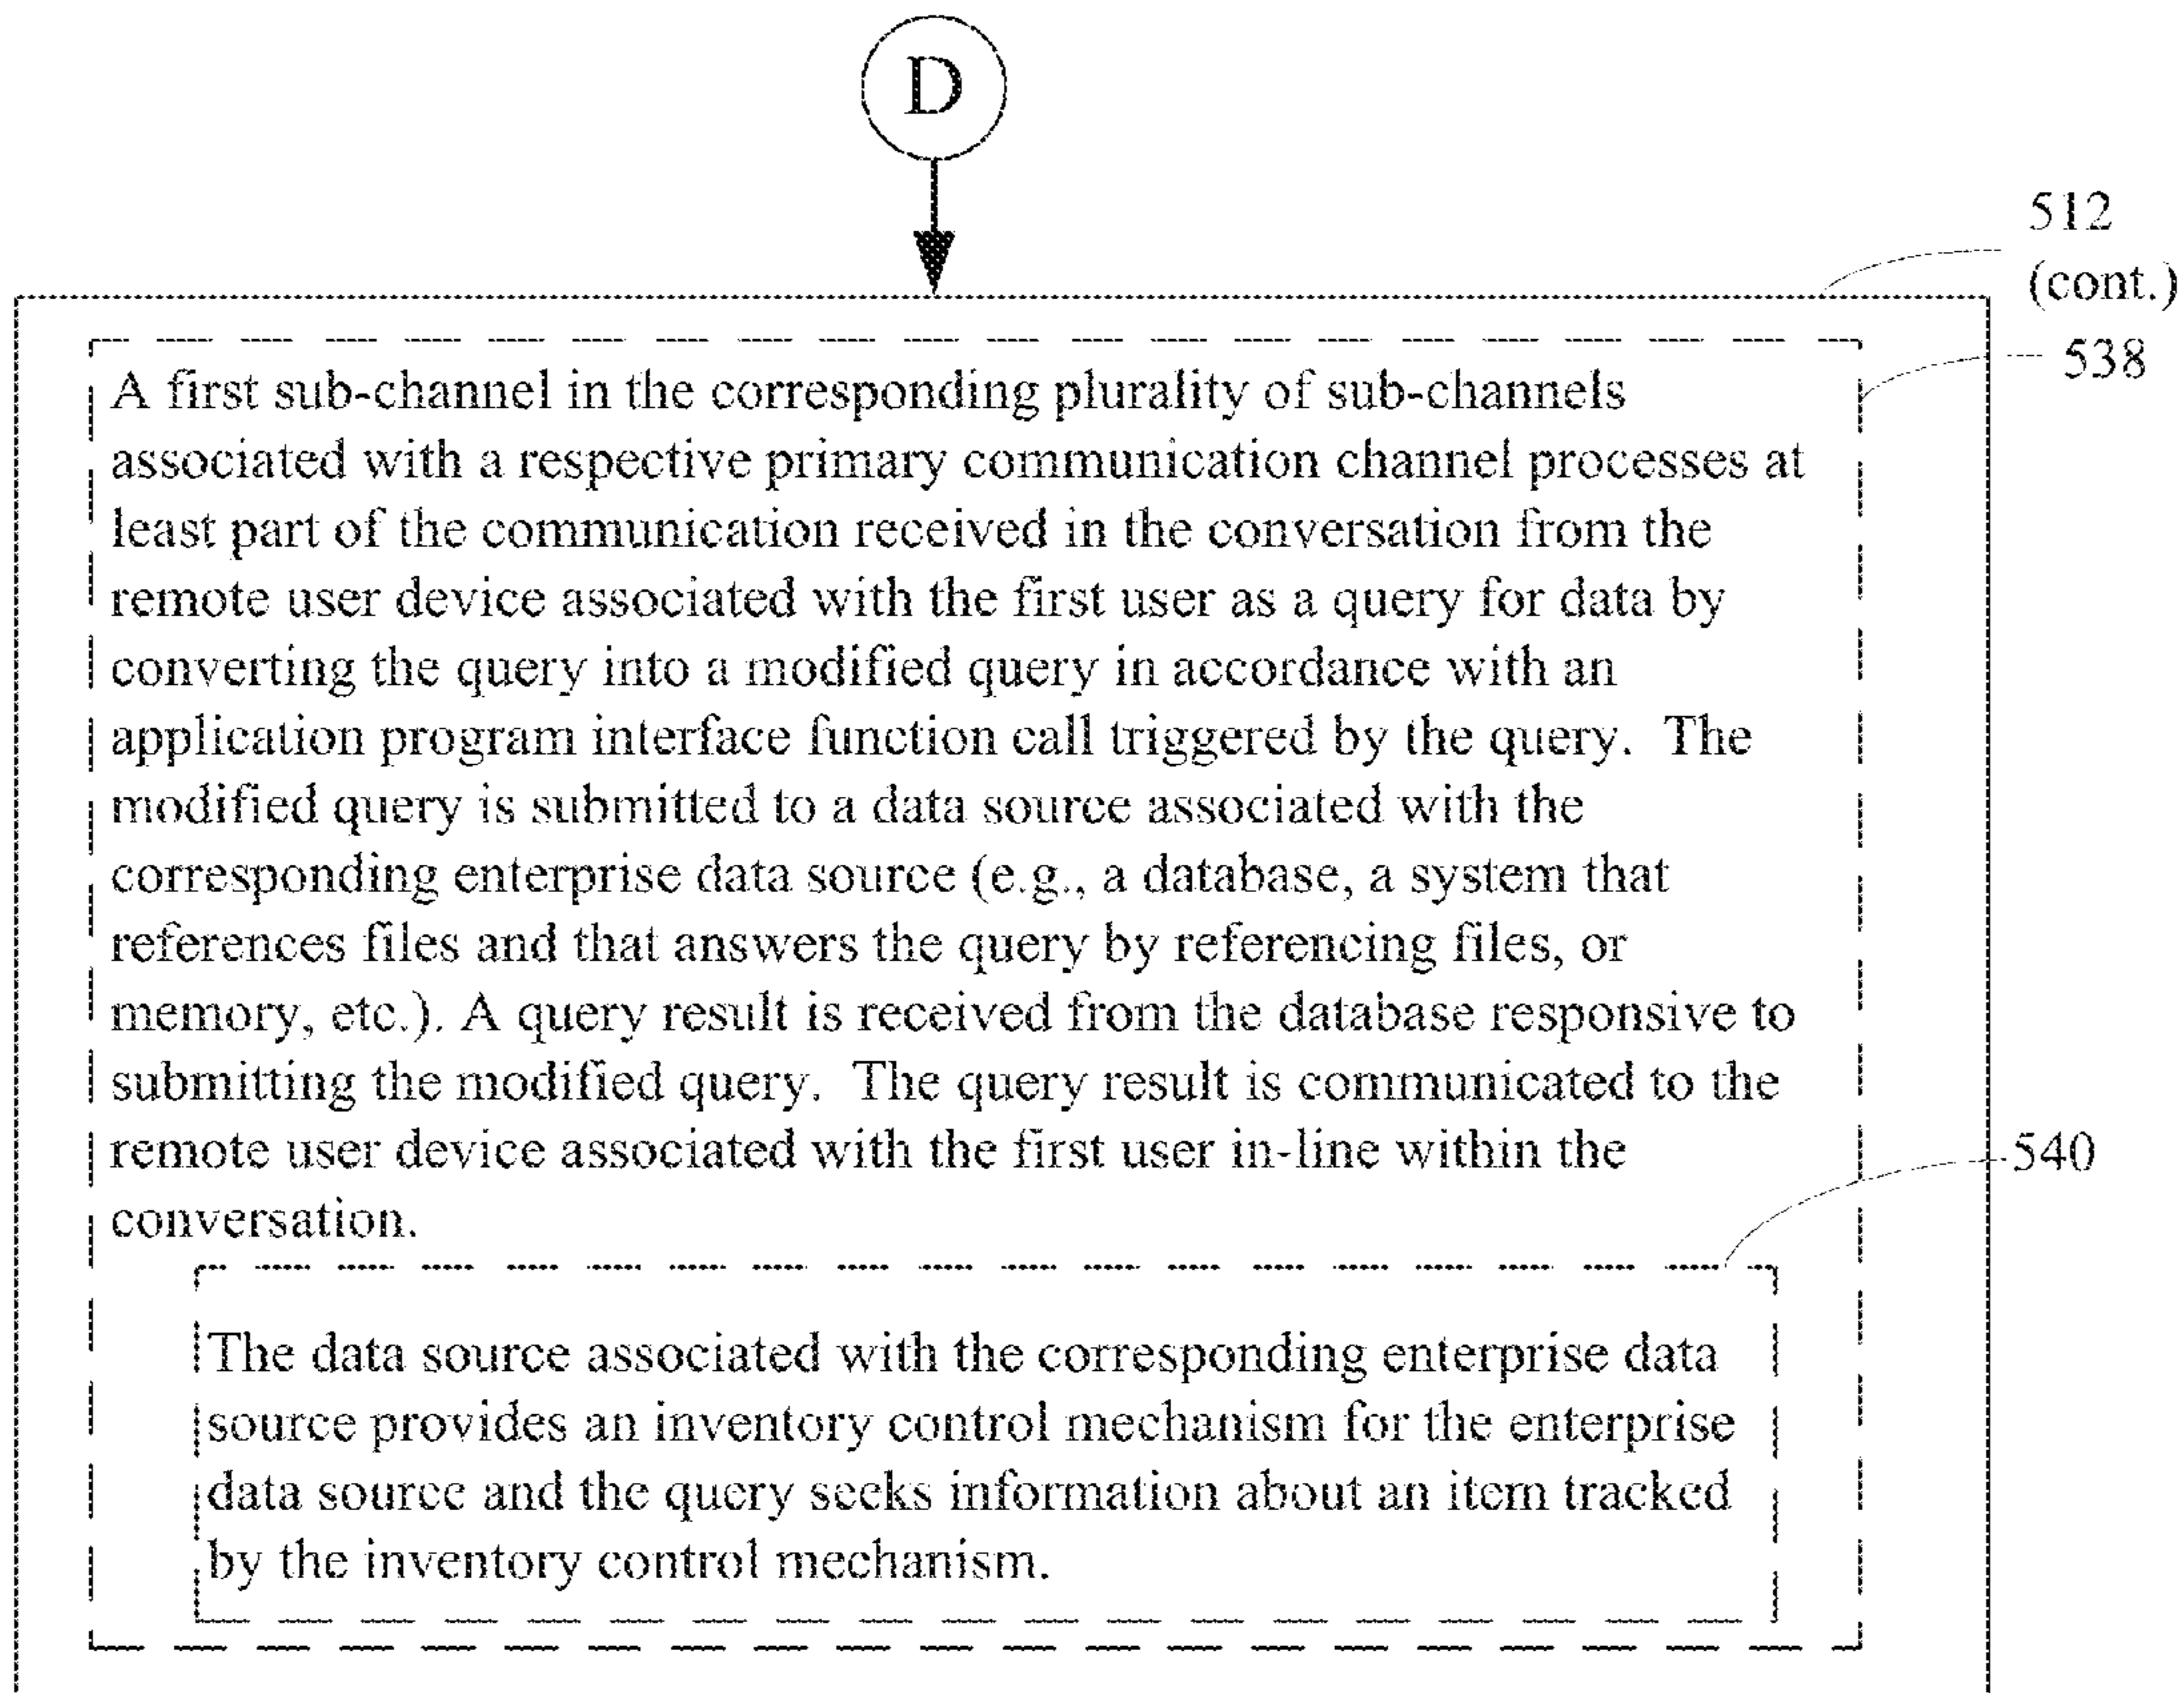 D
512
(cont.)
538
A first sub-channel in the corresponding plurality of sub-channels
associated with a respective primary communication channel processes at
least part of the communication received in the conversation from the
remote user device associated with the first user as a query for data by
converting the query into a modified query in accordance with an
application program interface function call triggered by the query.  The
modified query is submitted to a data source associated with the
corresponding enterprise data source (e.g., a database, a system that
references files and that answers the query by referencing files, or
memory, etc.). A query result is received from the database responsive to
submitting the modified query.  The query result is communicated to the
remote user device associated with the first user in-line within the
540
conversation.
The data source associated with the corresponding enterprise data
source provides an inventory control mechanism for the enterprise
data source and the query seeks information about an item tracked
by the inventory control mechanism.